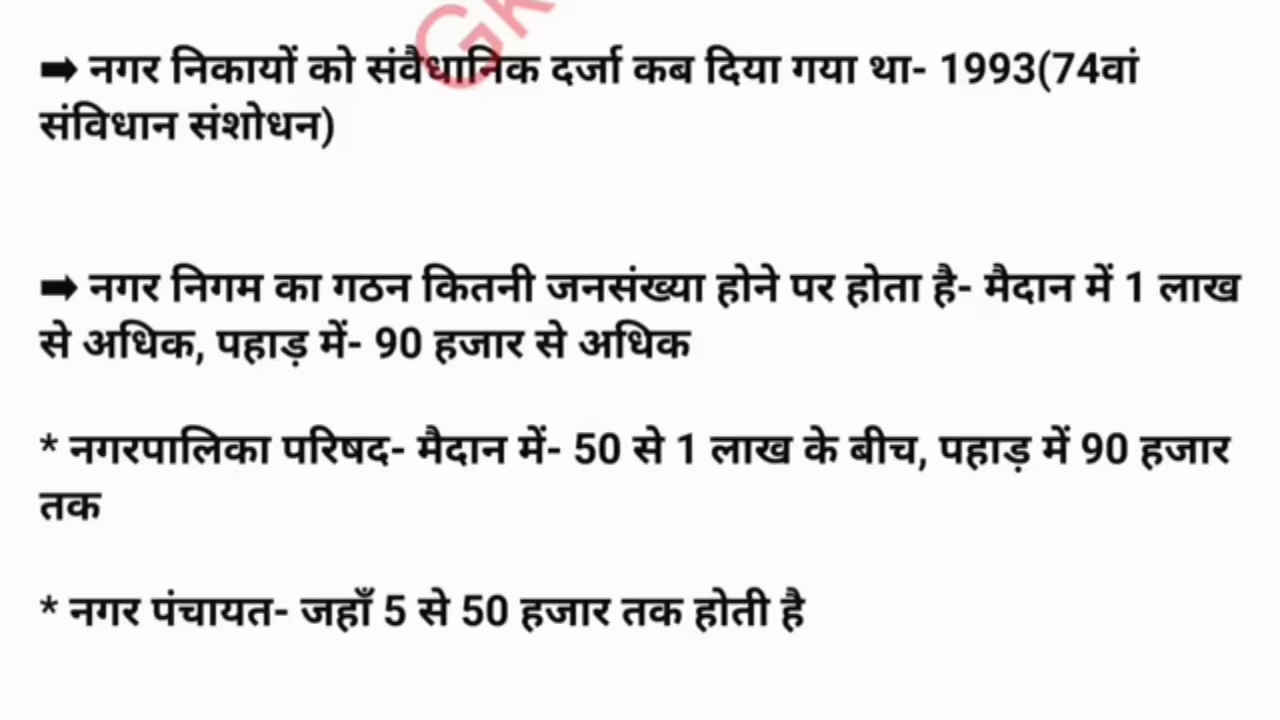 ➡ नगर निकायों को संवैधानिक दर्जा कब दिया गया था- 1993(74वां
संविधान संशोधन)
➡ नगर निगम का गठन कितनी जनसंख्या होने पर होता है- मैदान में 1 लाख
से अधिक, पहाड़ में- 90 हजार से अधिक
* नगरपालिका परिषद- मैदान में- 50 से 1 लाख के बीच, पहाड़ में 90 हजार
तक
* नगर पंचायत- जहाँ 5 से 50 हजार तक होती है